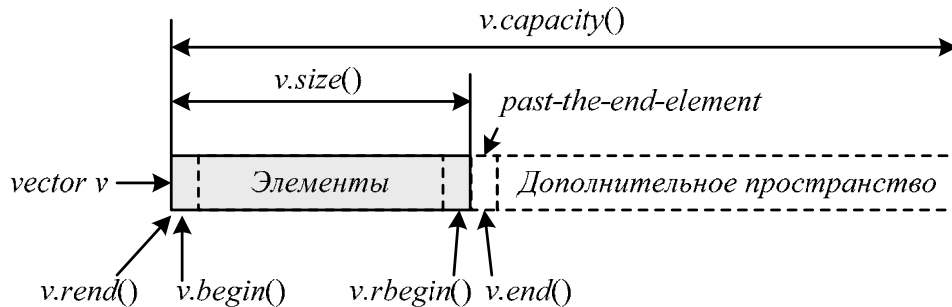 v.capacity()
v.size()
past-the-end-element
vector v
Элементы
Дополнительное пространство
v.rend()
v.begin()
v.rbegin()
v.end()